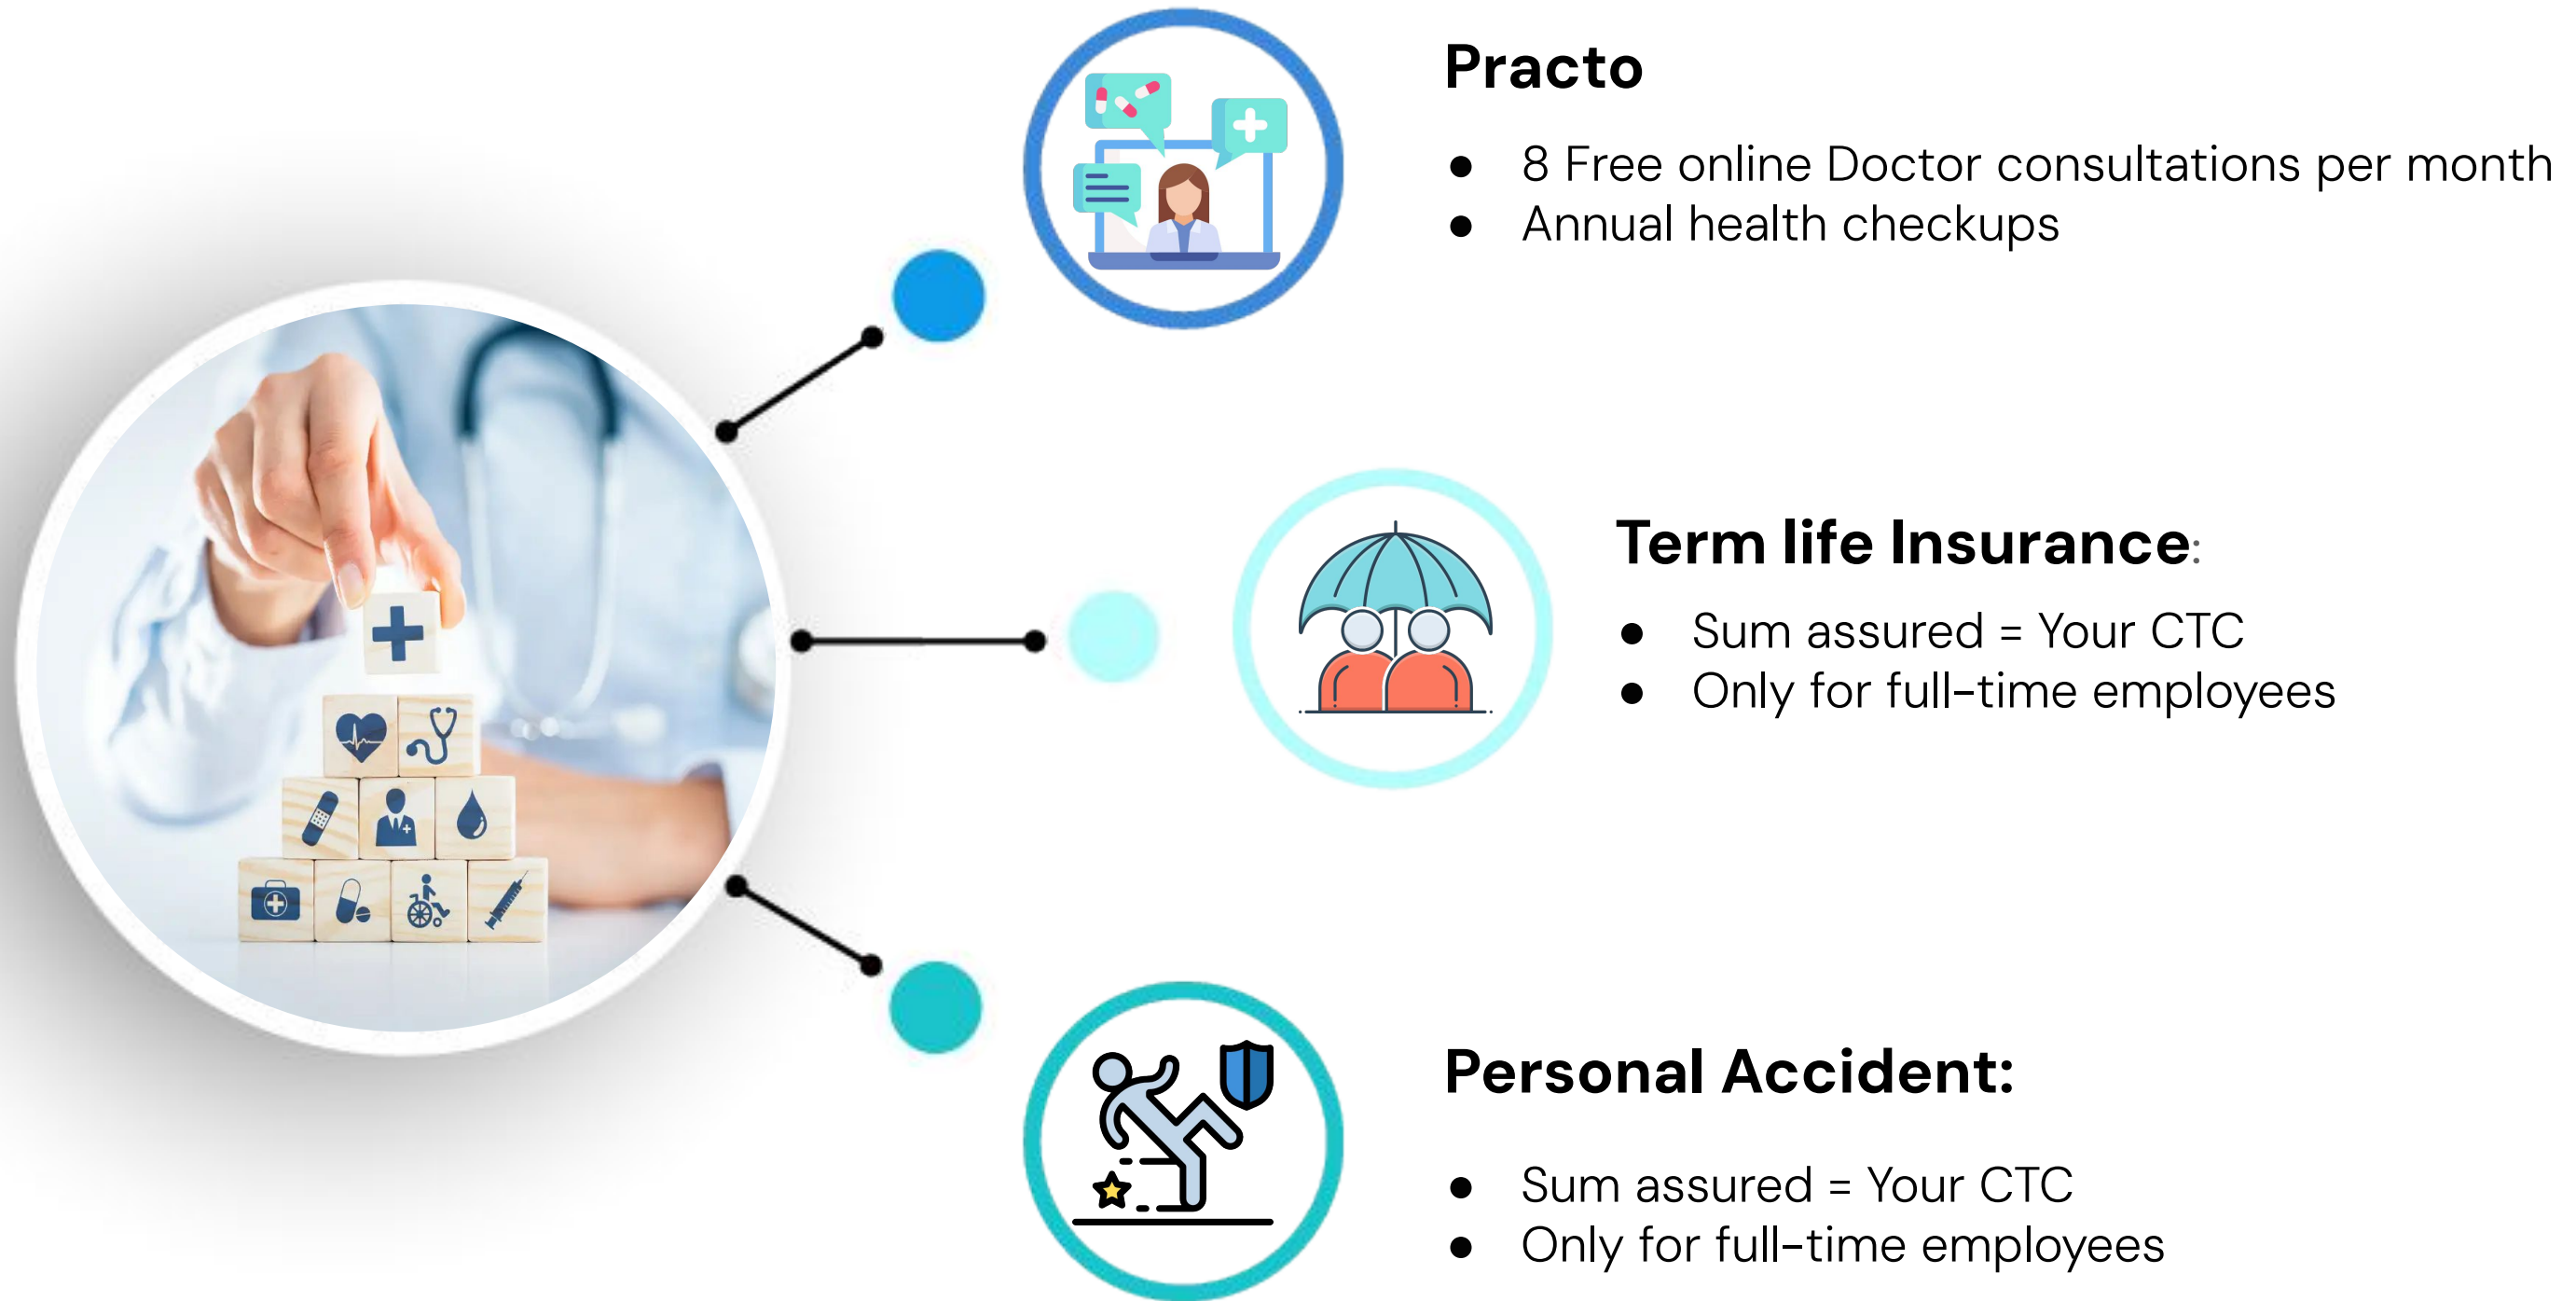 Practo
● 8 Free online Doctor consultations per month
● Annual health checkups
Term life Insurance:
● Sum assured = Your CTC
● Only for full-time employees
Personal Accident:
● Sum assured = Your CTC
● Only for full-time employees